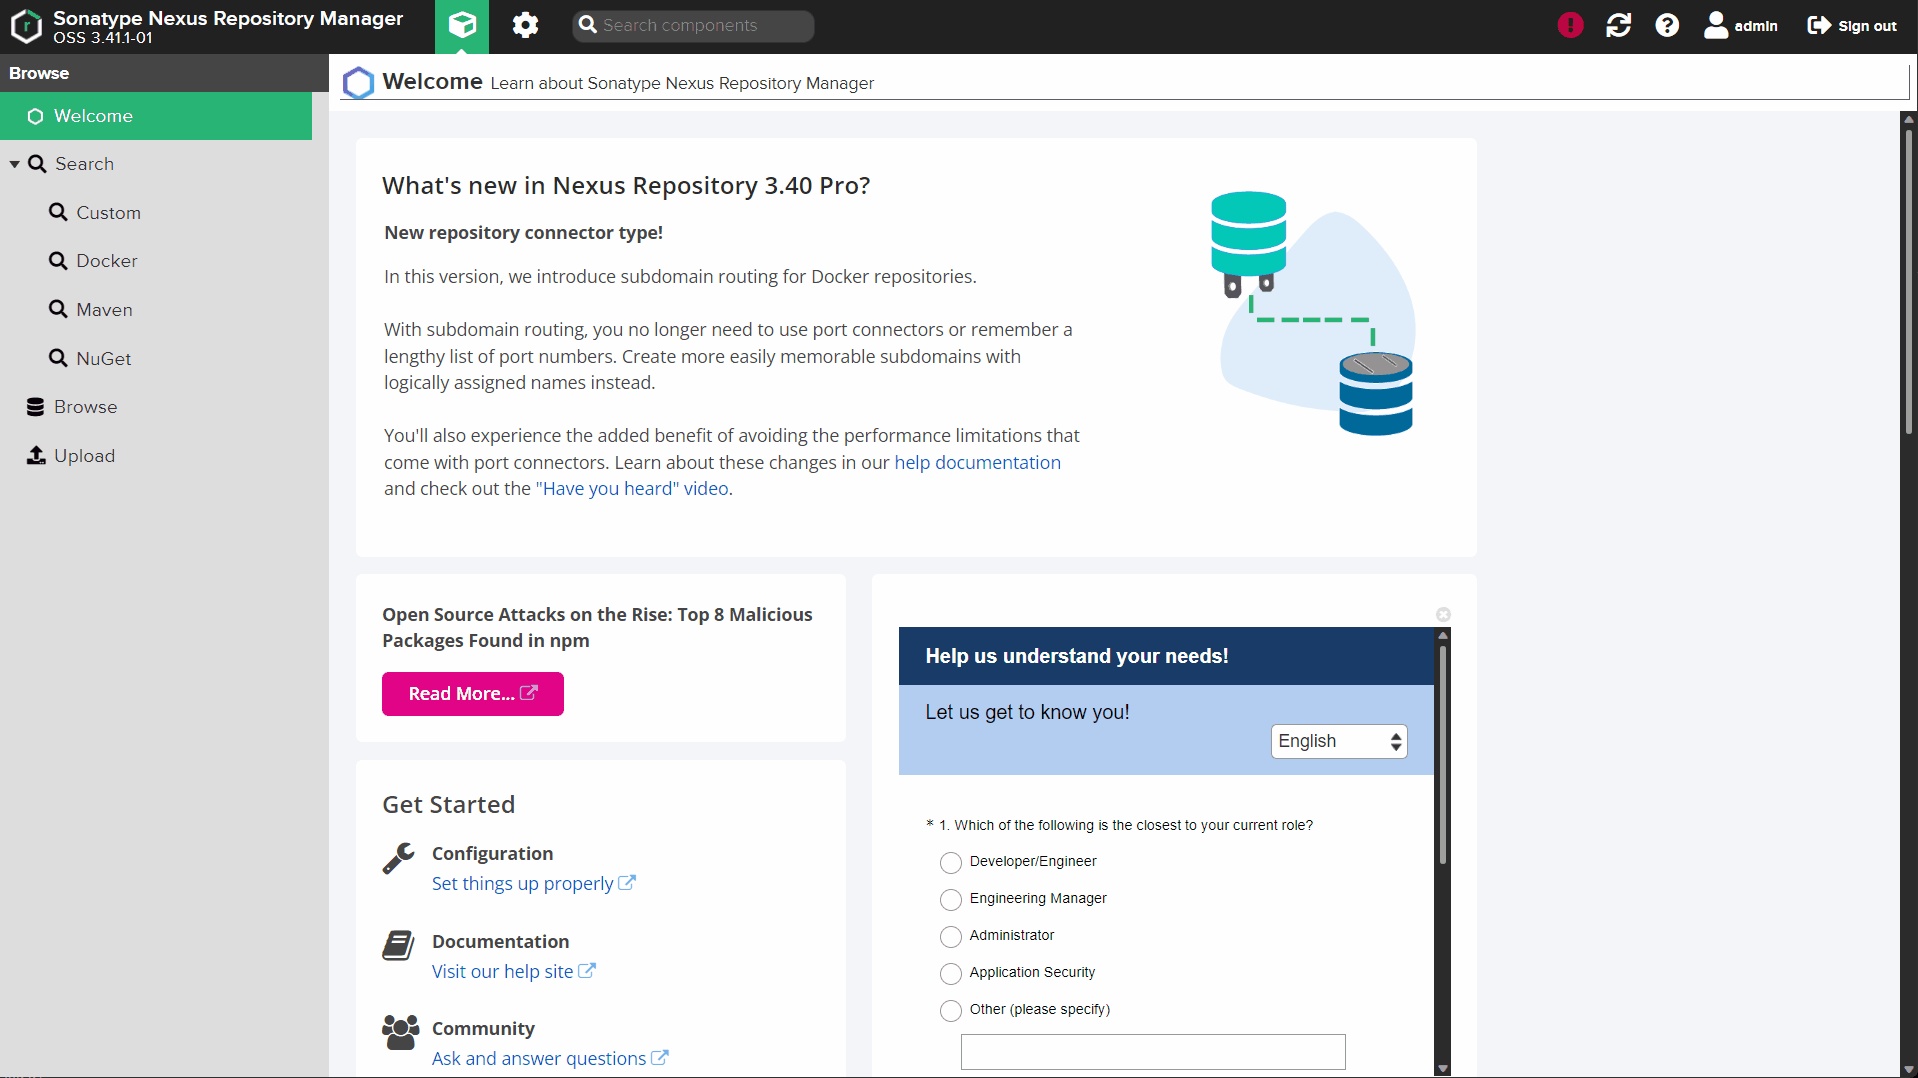 Sonatype Nexus Repository Manager
OSS 3.41.1-01
Search components
admin
Sign out
Browse
Welcome
Search
Custom
Docker
Maven
NuGet
Browse
Upload
Welcome Learn about Sonatype Nexus Repository Manager
What's new in Nexus Repository 3.40 Pro?
New repository connector type!
In this version, we introduce subdomain routing for Docker repositories.
With subdomain routing, you no longer need to use port connectors or remember a
lengthy list of port numbers. Create more easily memorable subdomains with
logically assigned names instead.
You'll also experience the added benefit of avoiding the performance limitations that
come with port connectors. Learn about these changes in our help documentation
and check out the "Have you heard" video.
Open Source Attacks on the Rise: Top 8 Malicious
Packages Found in npm
Read More...
Get Started
Configuration
Set things up properly
Documentation
Visit our help site
Community
Ask and answer questions
Help us understand your needs!
Let us get to know you!
English
* 1. Which of the following is the closest to your current role?
Developer/Engineer
Engineering Manager
Administrator
Application Security
Other (please specify)